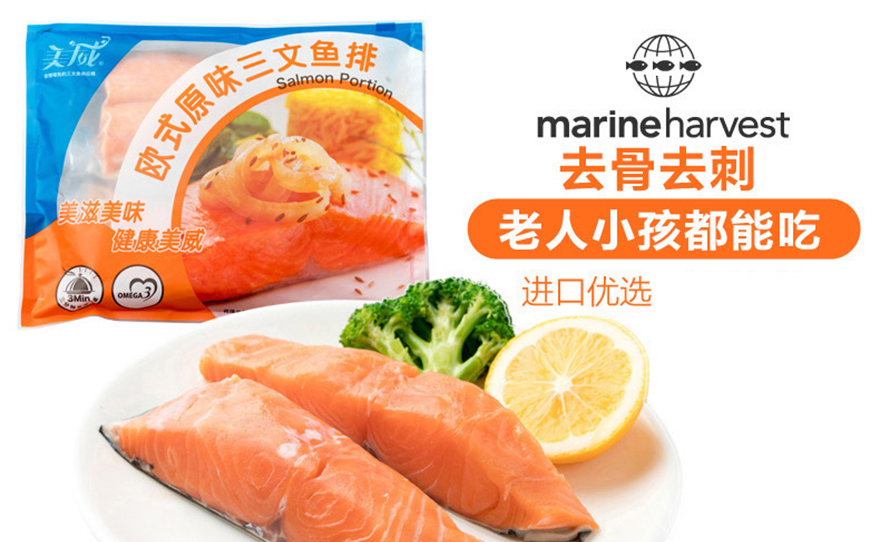 美威
欧式原味三文鱼排
Salmon Portion
美滋美味
健康美威
3Min
OMEGA 3
marineharvest
去骨去刺
老人小孩都能吃
进口优选